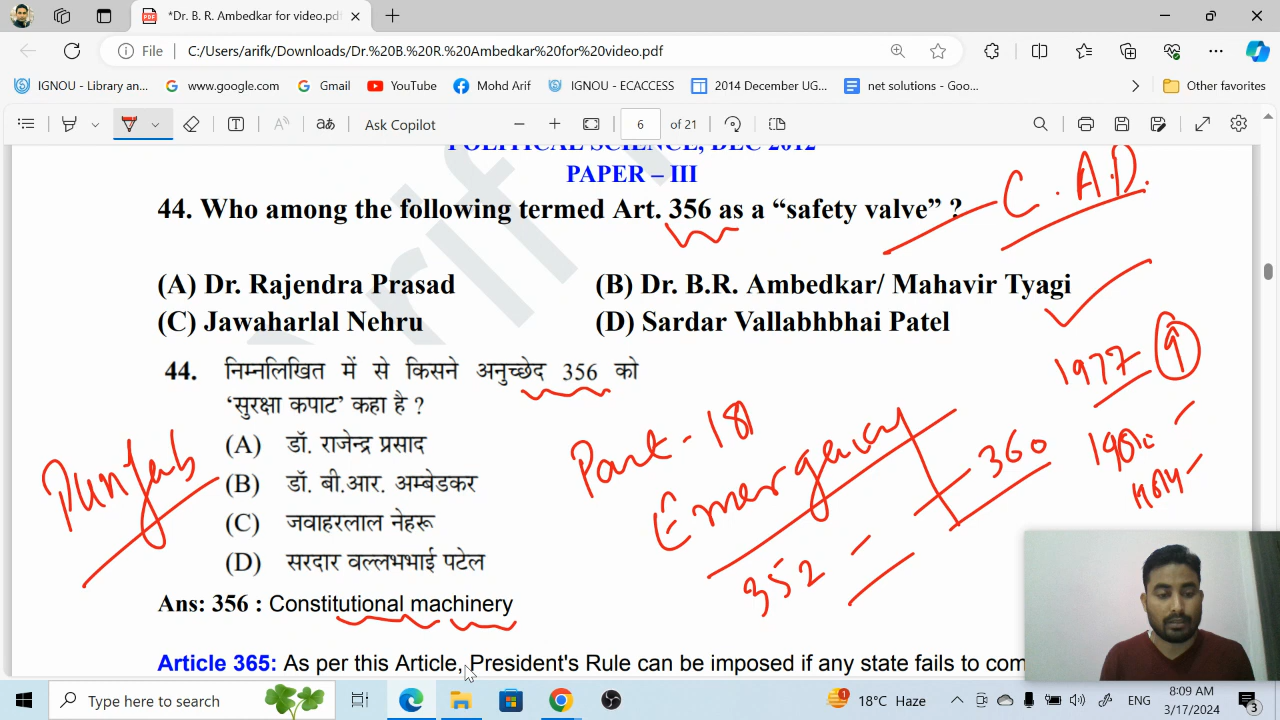 *Dr. B. R. Ambedkar for video.pdf
File C:/Users/arifk/Downloads/Dr.%20B.%20R.%20Ambedkar%20for%20video.pdf
IGNOU - Library an... www.google.com Gmail YouTube Mohd Arif IGNOU - ECACCESS 2014 December UG... net solutions - Goo... Other favorites
Ask Copilot 6 of 21
POLITICAL SCIENCE, DEC 2012
PAPER – III
C.A.D.
44. Who among the following termed Art. 356 as a “safety valve” ?
(A) Dr. Rajendra Prasad (B) Dr. B.R. Ambedkar/ Mahavir Tyagi
(C) Jawaharlal Nehru (D) Sardar Vallabhbhai Patel
1977 9
44. निम्नलिखित में से किसने अनुच्छेद 356 को
‘सुरक्षा कपाट’ कहा है ?
(A) डॉ. राजेन्द्र प्रसाद
(B) डॉ. बी.आर. अम्बेडकर
(C) जवाहरलाल नेहरू
(D) सरदार वल्लभभाई पटेल
Punjab
Part - 18
Emergency
360
352
Ans: 356 : Constitutional machinery
Article 365: As per this Article, President's Rule can be imposed if any state fails to com
Type here to search 1 18°C Haze ENG 8:09 AM
3/17/2024 3